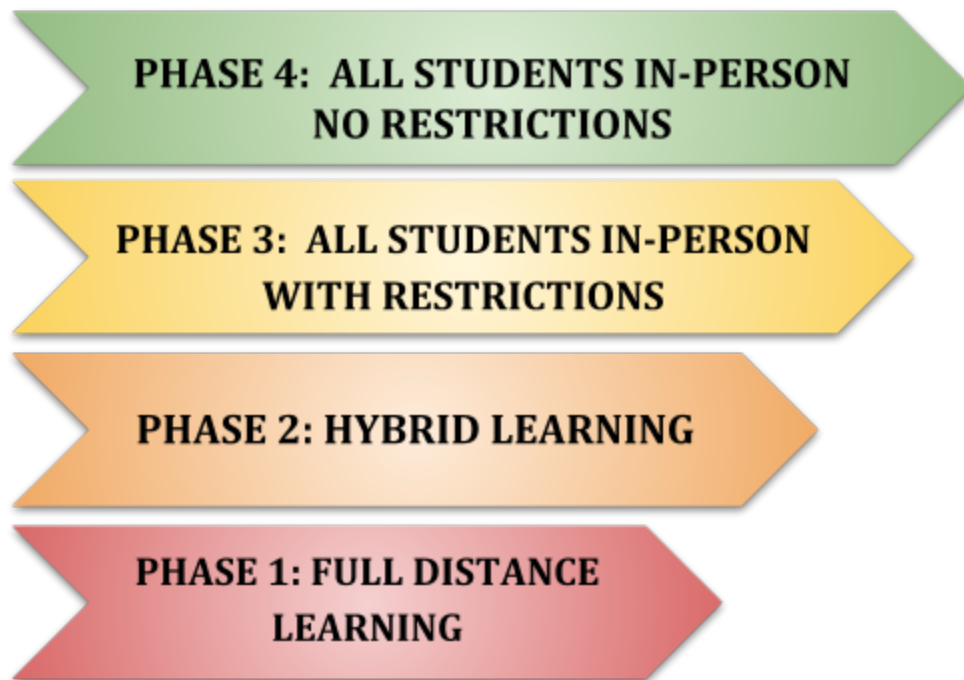 PHASE 4:  ALL STUDENTS IN-PERSON
NO RESTRICTIONS
PHASE 3:  ALL STUDENTS IN-PERSON
WITH RESTRICTIONS
PHASE 2: HYBRID LEARNING
PHASE 1: FULL DISTANCE
LEARNING